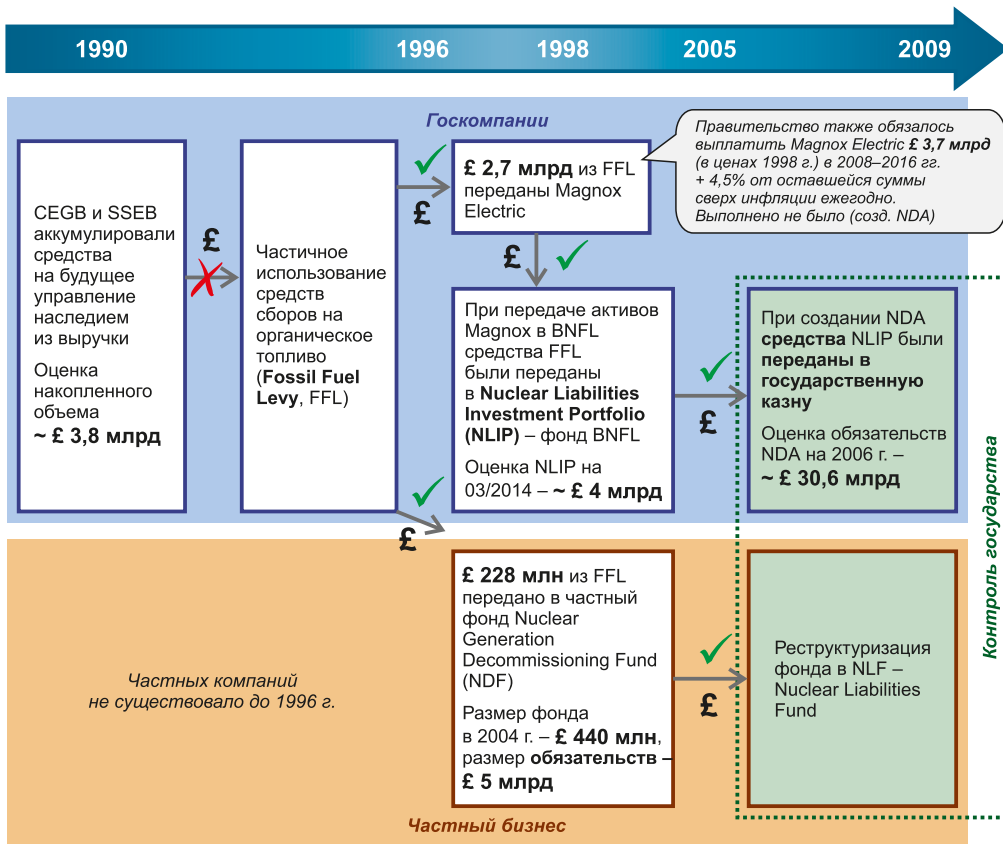 1990
1996
1998
2005
2009
Госкомпании
Правительство также обязалось
выплатить Magnox Electric £ 3,7 млрд
(в ценах 1998 г.) в 2008–2016 гг.
+ 4,5% от оставшейся суммы
сверх инфляции ежегодно.
Выполнено не было (созд. NDA)
CEGB и SSEB
аккумулировали
средства
на будущее
управление
наследием
из выручки
Оценка
накопленного
объема
~ £ 3,8 млрд
£
Частичное
использование
средств
сборов на
органическое
топливо
(Fossil Fuel
Levy, FFL)
£
£ 2,7 млрд из FFL
переданы Magnox
Electric
£
При передаче активов
Magnox в BNFL
средства FFL
были переданы
в Nuclear Liabilities
Investment Portfolio
(NLIP) – фонд BNFL
Оценка NLIP на
03/2014 – ~ £ 4 млрд
£
При создании NDA
средства NLIP были
переданы в
государственную
казну
Оценка обязательств
NDA на 2006 г. –
~ £ 30,6 млрд
Контроль государства
£
Частных компаний
не существовало до 1996 г.
£ 228 млн из FFL
передано в частный
фонд Nuclear
Generation
Decommissioning Fund
(NDF)
Размер фонда
в 2004 г. – £ 440 млн,
размер обязательств –
£ 5 млрд
£
Реструктуризация
фонда в NLF –
Nuclear Liabilities
Fund
Частный бизнес